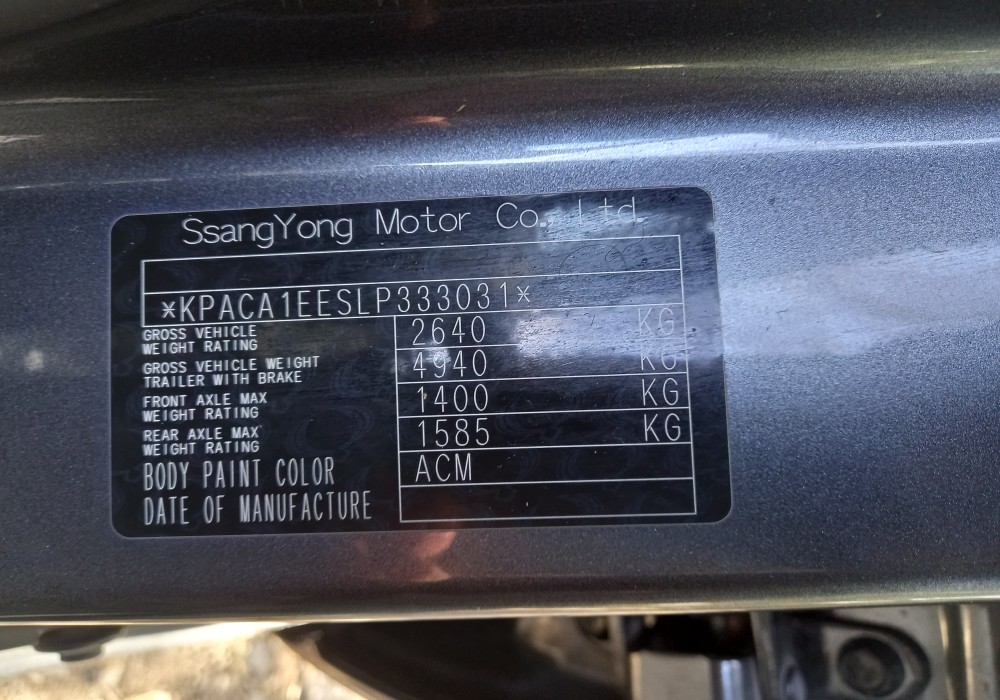 SsangYong Motor Co., Ltd.
*KPACA1EESLP333031*
GROSS VEHICLE
WEIGHT RATING
2640 KG
GROSS VEHICLE WEIGHT
TRAILER WITH BRAKE
4940 KG
FRONT AXLE MAX
WEIGHT RATING
1400 KG
REAR AXLE MAX
WEIGHT RATING
1585 KG
BODY PAINT COLOR ACM
DATE OF MANUFACTURE